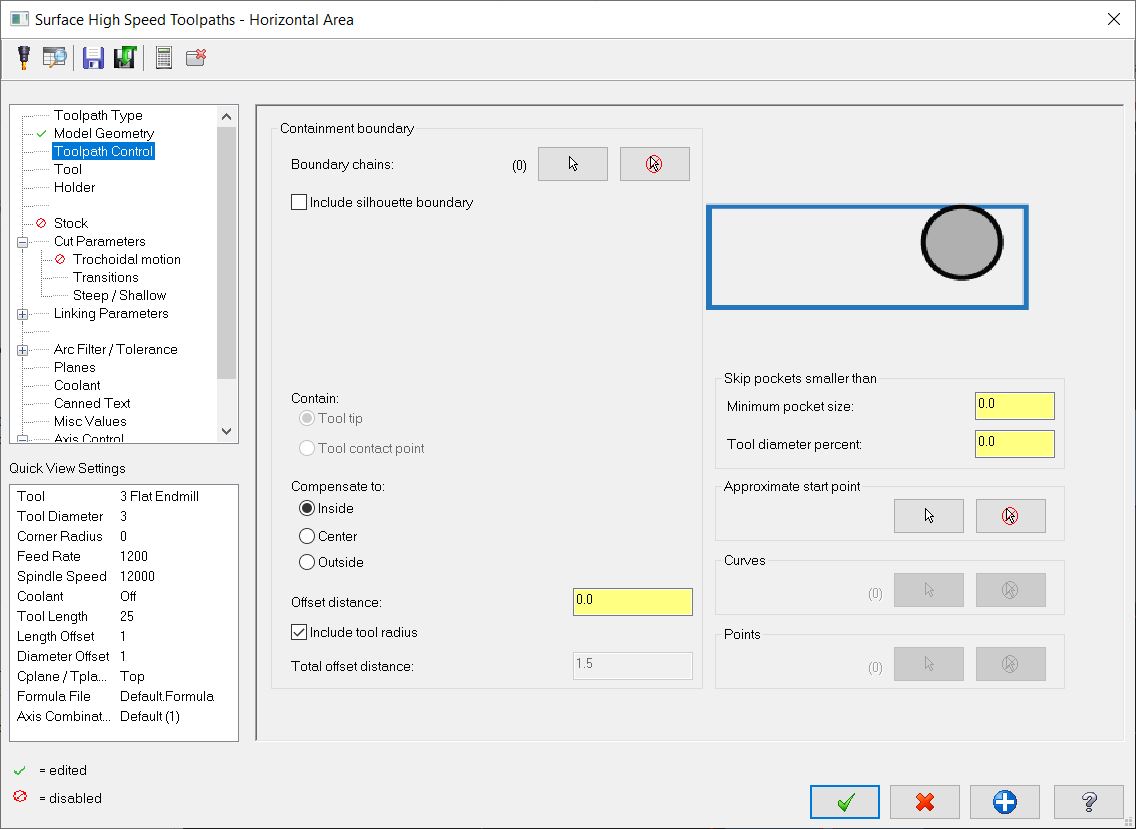 Surface High Speed Toolpaths - Horizontal Area
Toolpath Type
Model Geometry
Toolpath Control
Tool
Holder
Stock
Cut Parameters
Trochoidal motion
Transitions
Steep / Shallow
Linking Parameters
Arc Filter / Tolerance
Planes
Coolant
Canned Text
Misc Values
Axis Control
Quick View Settings
Tool 3 Flat Endmill
Tool Diameter 3
Corner Radius 0
Feed Rate 1200
Spindle Speed 12000
Coolant Off
Tool Length 25
Length Offset 1
Diameter Offset 1
Cplane / Tpla... Top
Formula File Default.Formula
Axis Combinat... Default (1)
= edited
= disabled
Containment boundary
Boundary chains: (0)
Include silhouette boundary
Contain:
Tool tip
Tool contact point
Compensate to:
Inside
Center
Outside
Offset distance: 0.0
Include tool radius
Total offset distance: 1.5
Skip pockets smaller than
Minimum pocket size: 0.0
Tool diameter percent: 0.0
Approximate start point
Curves
(0)
Points
(0)